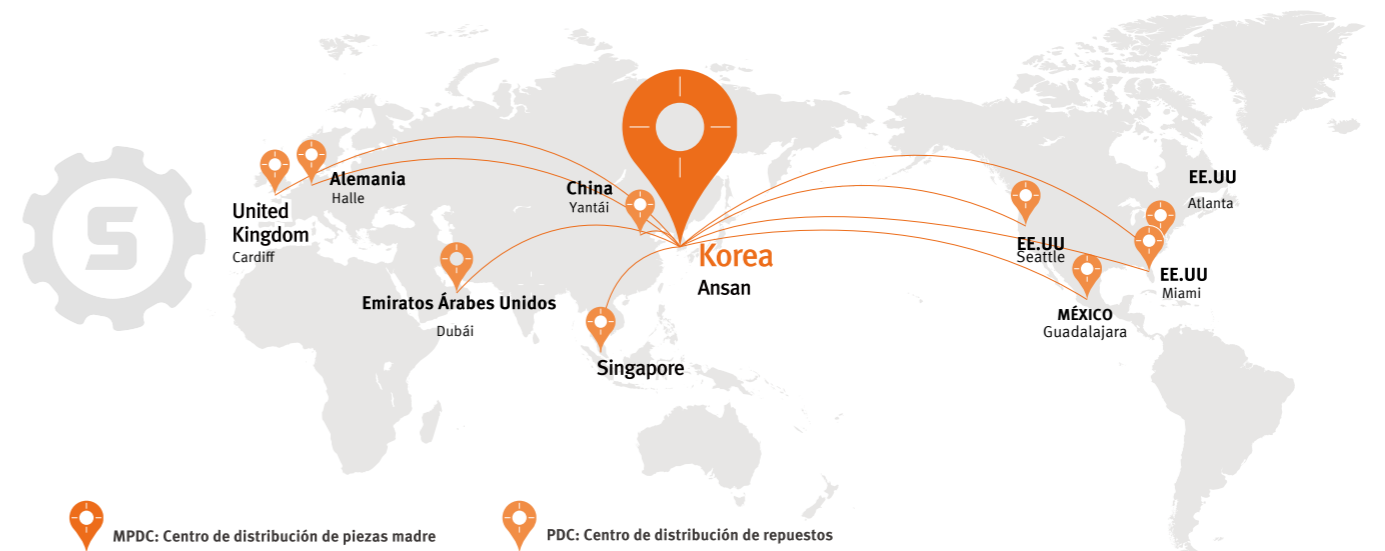 S
Alemania
Halle
United
Kingdom
Cardiff
China
Yantái
Emiratos Árabes Unidos
Dubái
Korea
Ansan
Singapore
EE.UU
Seattle
EE.UU
Atlanta
EE.UU
Miami
MÉXICO
Guadalajara
MPDC: Centro de distribución de piezas madre
PDC: Centro de distribución de repuestos